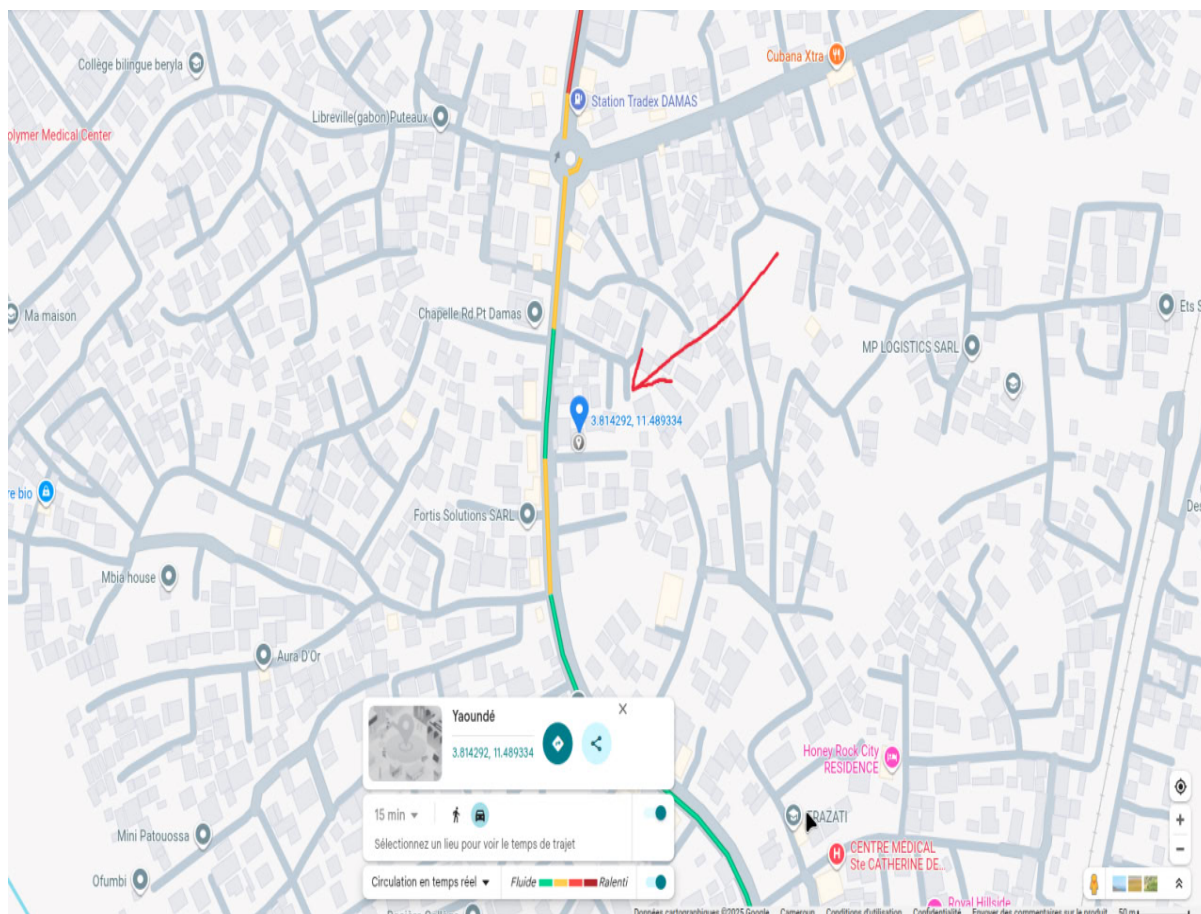 Collège bilingue beryla
Cubana Xtra
Station Tradex DAMAS
Libreville(gabon)Puteaux
olymer Medical Center
Chapelle Rd Pt Damas
Ma maison
Ets S
MP LOGISTICS SARL
3.814292, 11.489334
re bio
Fortis Solutions SARL
Des
Mbia house
Aura D'Or
Yaoundé
3.814292, 11.489334
Honey Rock City
RESIDENCE
15 min
Sélectionnez un lieu pour voir le temps de trajet
Mini Patouossa
CENTRE MEDICAL
Ste CATHERINE DE...
Ofumbi
Circulation en temps réel
Fluide
Ralenti
Royal Hillside
Données cartographiques ©2025 Google
Cameroun
Conditions d'utilisation
Confidentialité
Envoyer des commentaires sur le produit
50 m